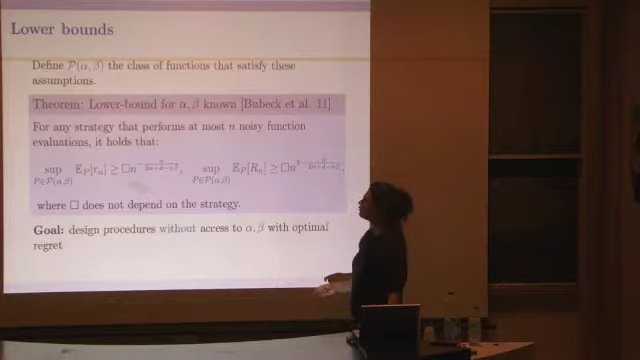 Lower bounds
Define P(α, β) the class of functions that satisfy these
assumptions.
Theorem: Lower-bound for α, β known [Bubeck et al. 11]
For any strategy that performs at most n noisy function
evaluations, it holds that:
sup E_P[r_n] ≥ □n^{-α/(2α+d-αβ)}, sup E_P[R_n] ≥ □n^{1-α/(2α+d-αβ)},
P∈P(α,β) P∈P(α,β)
where □ does not depend on the strategy.
Goal: design procedures without access to α, β with optimal
regret